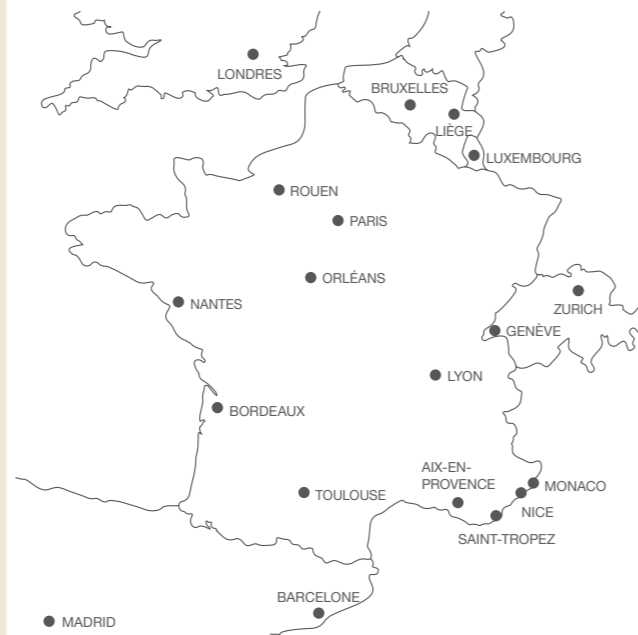 LONDRES
BRUXELLES
LIÈGE
LUXEMBOURG
ROUEN
PARIS
ORLÉANS
NANTES
ZURICH
GENÈVE
LYON
BORDEAUX
AIX-EN-
PROVENCE
TOULOUSE
MONACO
NICE
SAINT-TROPEZ
BARCELONE
MADRID